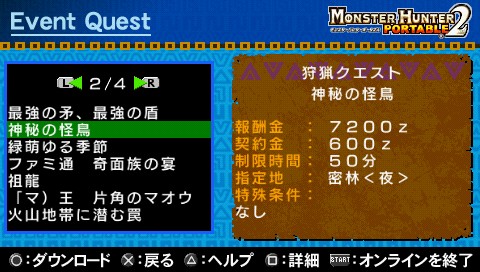 Event Quest
MONSTER HUNTER
PORTABLE 2
L 2/4 R
最強の矛、最強の盾
神秘の怪鳥
緑萌ゆる季節
ファミ通 奇面族の宴
祖龍
「マ」王 片角のマオウ
火山地帯に潜む罠
狩猟クエスト
神秘の怪鳥
報酬金 : 7200z
契約金 : 600z
制限時間: 50分
指定地 : 密林<夜>
特殊条件:
なし
○:ダウンロード ×:戻る △:ヘルプ □:詳細 START:オンラインを終了